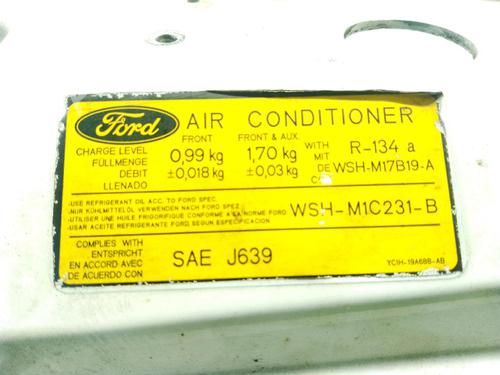 Ford
AIR CONDITIONER
FRONT FRONT & AUX.
CHARGE LEVEL 0,99 kg 1,70 kg WITH R-134 a
FÜLLMENGE MIT
DÉBIT ±0,018 kg ±0,03 kg DE WSH-M17B19-A
LLENADO
-USE REFRIGERANT OIL ACC. TO FORD SPEC.
-NUR KÜHLMITTELÖL VERWENDEN NACH FORD SPEZ.
-UTILISER UNE HUILE FRIGORIFIQUE CONFORME A LA NORME FORD WSH-M1C231-B
-USAR ACEITE REFRIGERANTE FORD, SEGUN ESPECIFICACION
COMPLIES WITH
ENTSPRICHT SAE J639
EN ACCORD AVEC
DE ACUERDO CON YC1H-19A688-AB